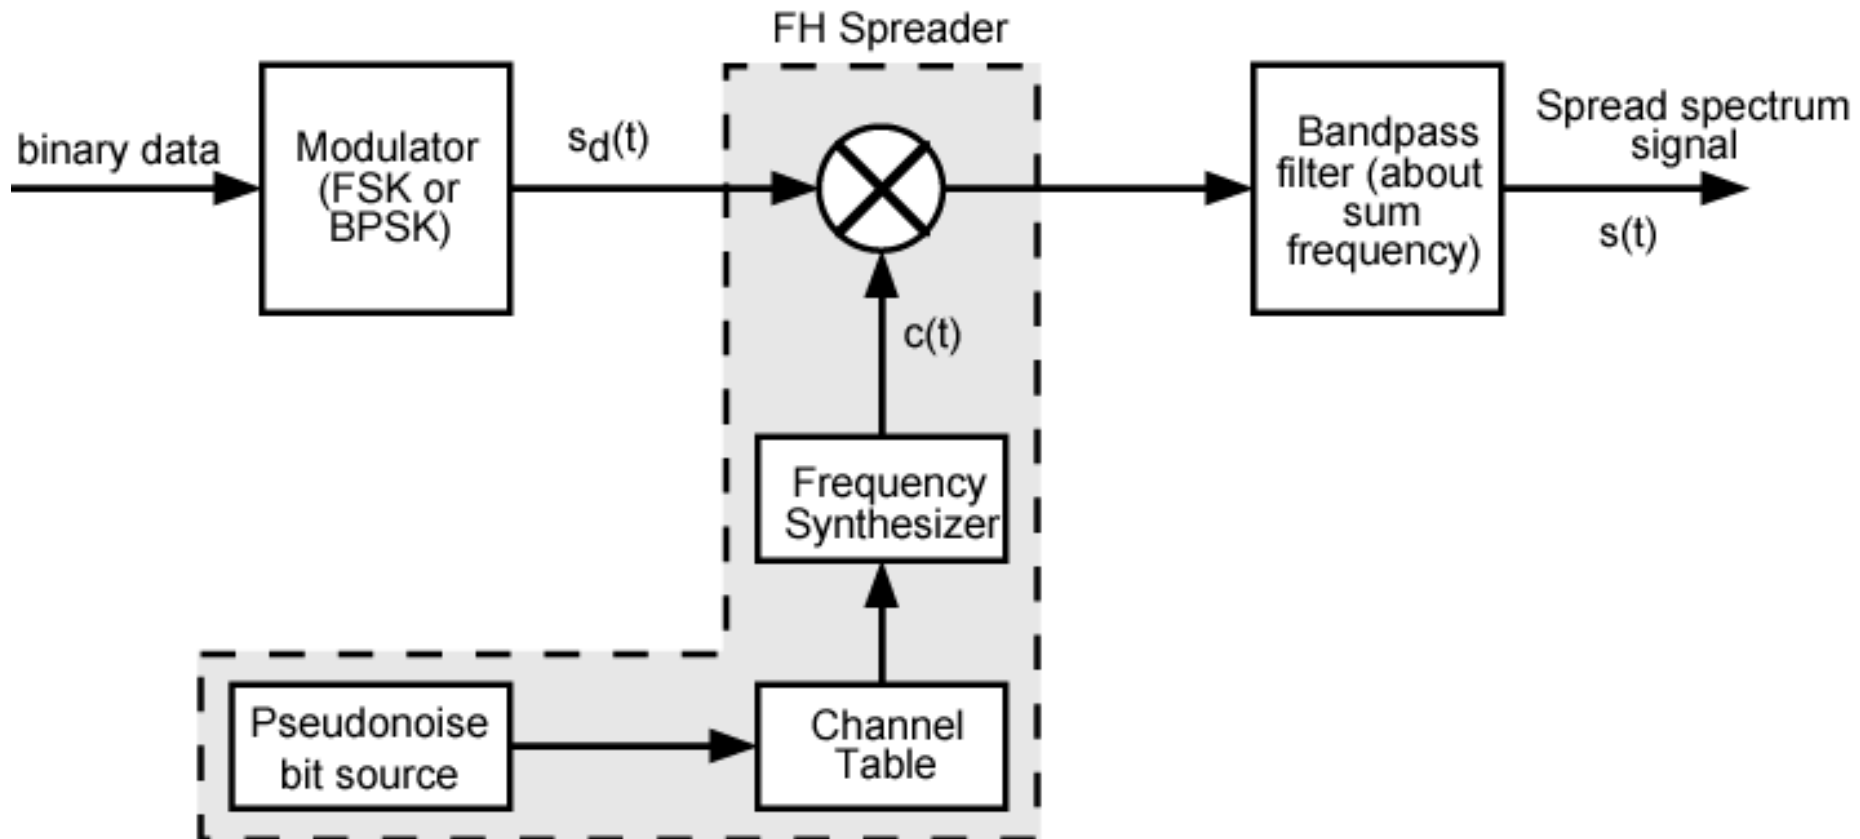 FH Spreader
binary data
Modulator
(FSK or
BPSK)
s_d(t)
Bandpass
filter (about
sum
frequency)
Spread spectrum
signal
s(t)
c(t)
Frequency
Synthesizer
Pseudonoise
bit source
Channel
Table